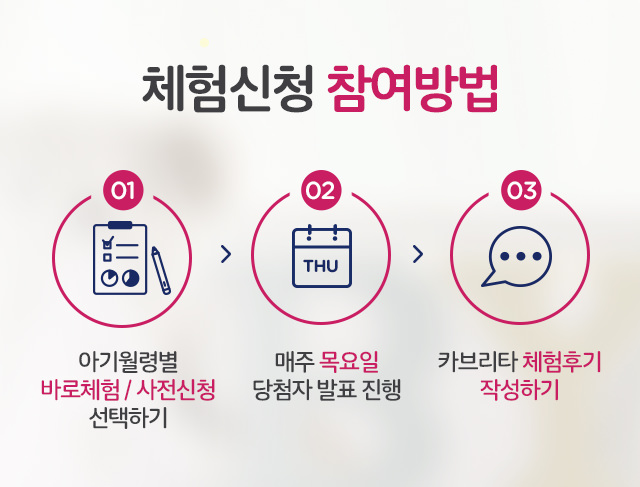 체험신청 참여방법
01
아기월령별
바로체험 / 사전신청
선택하기
02
THU
매주 목요일
당첨자 발표 진행
03
카브리타 체험후기
작성하기